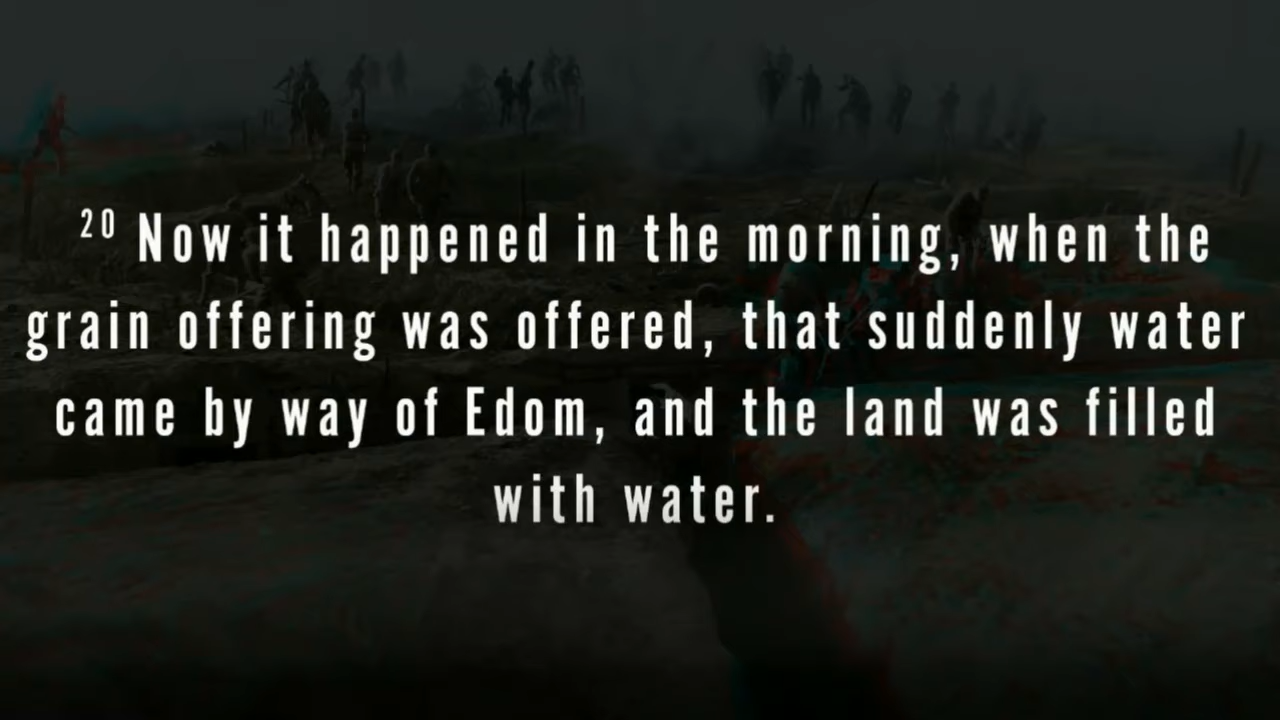 20 Now it happened in the morning, when the
grain offering was offered, that suddenly water
came by way of Edom, and the land was filled
with water.